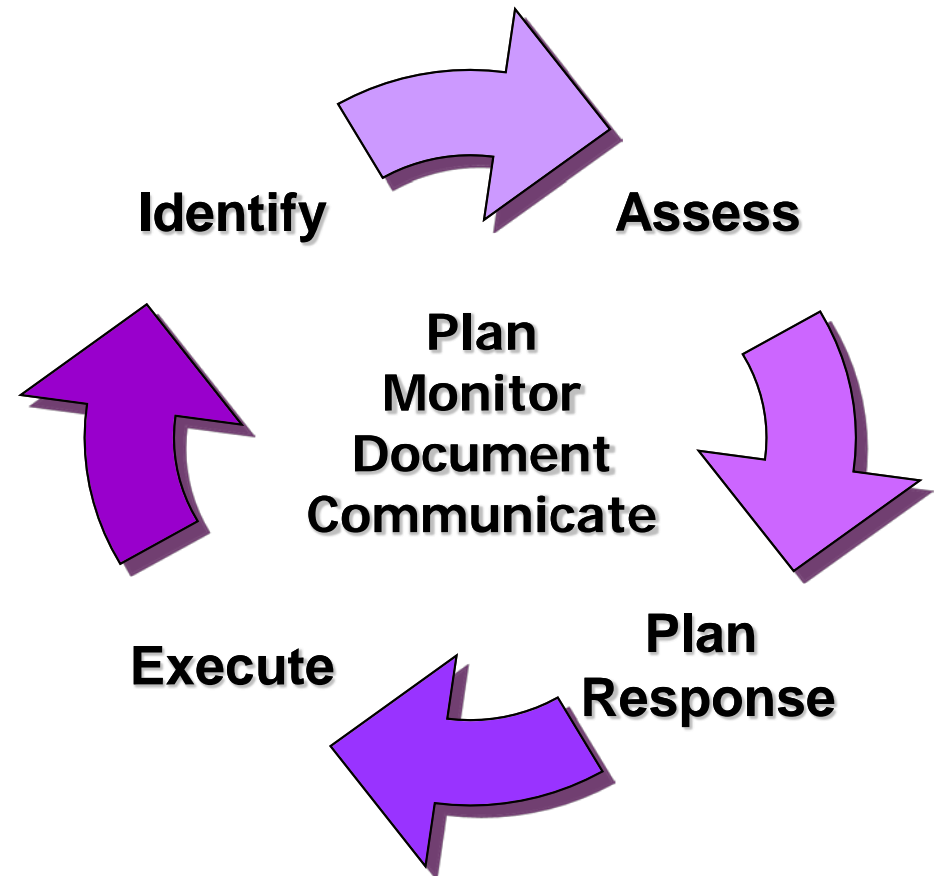 Identify
Assess
Plan
Monitor
Document
Communicate
Plan
Response
Execute